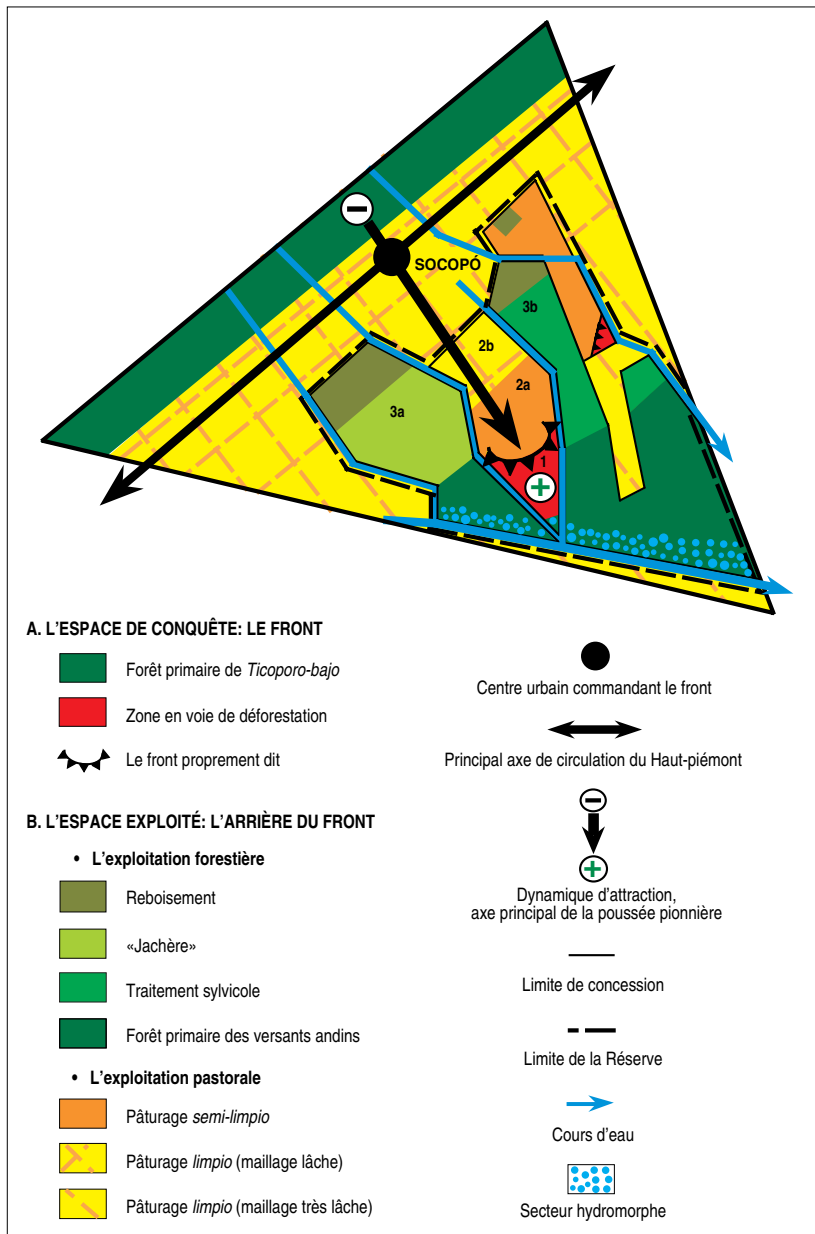 SOCOPÓ
3b
2b
2a
3a
1
A. L'ESPACE DE CONQUÊTE: LE FRONT
Forêt primaire de Ticoporo-bajo
Zone en voie de déforestation
Le front proprement dit
B. L'ESPACE EXPLOITÉ: L'ARRIÈRE DU FRONT
• L'exploitation forestière
Reboisement
«Jachère»
Traitement sylvicole
Forêt primaire des versants andins
• L'exploitation pastorale
Pâturage semi-limpio
Pâturage limpio (maillage lâche)
Pâturage limpio (maillage très lâche)
Centre urbain commandant le front
Principal axe de circulation du Haut-piémont
Dynamique d'attraction,
axe principal de la poussée pionnière
Limite de concession
Limite de la Réserve
Cours d'eau
Secteur hydromorphe